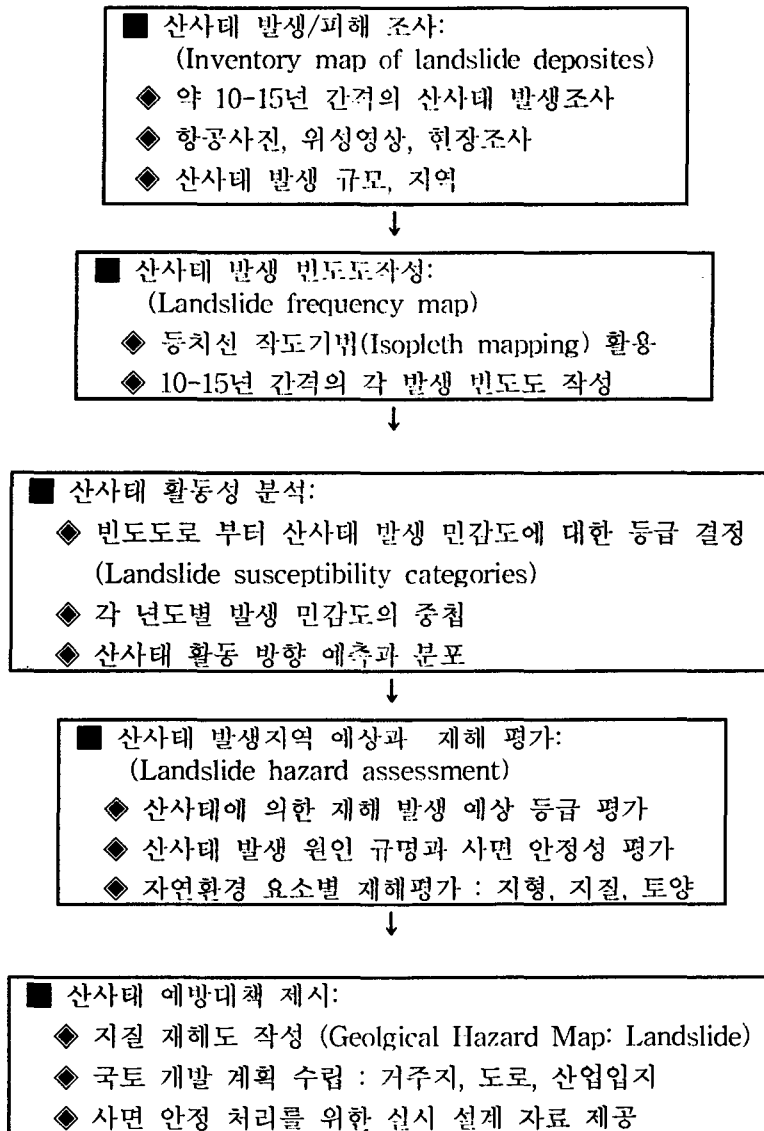 ■ 산사태 발생/피해 조사:
(Inventory map of landslide deposites)
◈ 약 10-15년 간격의 산사태 발생조사
◈ 항공사진, 위성영상, 현장조사
◈ 산사태 발생 규모, 지역
↓
■ 산사태 발생 빈도도작성:
(Landslide frequency map)
◈ 등치선 작도기법(Isopleth mapping) 활용
◈ 10-15년 간격의 각 발생 빈도도 작성
↓
■ 산사태 활동성 분석:
◈ 빈도도로 부터 산사태 발생 민감도에 대한 등급 결정
(Landslide susceptibility categories)
◈ 각 년도별 발생 민감도의 중첩
◈ 산사태 활동 방향 예측과 분포
↓
■ 산사태 발생지역 예상과 재해 평가:
(Landslide hazard assessment)
◈ 산사태에 의한 재해 발생 예상 등급 평가
◈ 산사태 발생 원인 규명과 사면 안정성 평가
◈ 자연환경 요소별 재해평가 : 지형, 지질, 토양
↓
■ 산사태 예방대책 제시:
◈ 지질 재해도 작성 (Geolgical Hazard Map: Landslide)
◈ 국토 개발 계획 수립 : 거주지, 도로, 산업입지
◈ 사면 안정 처리를 위한 실시 설계 자료 제공